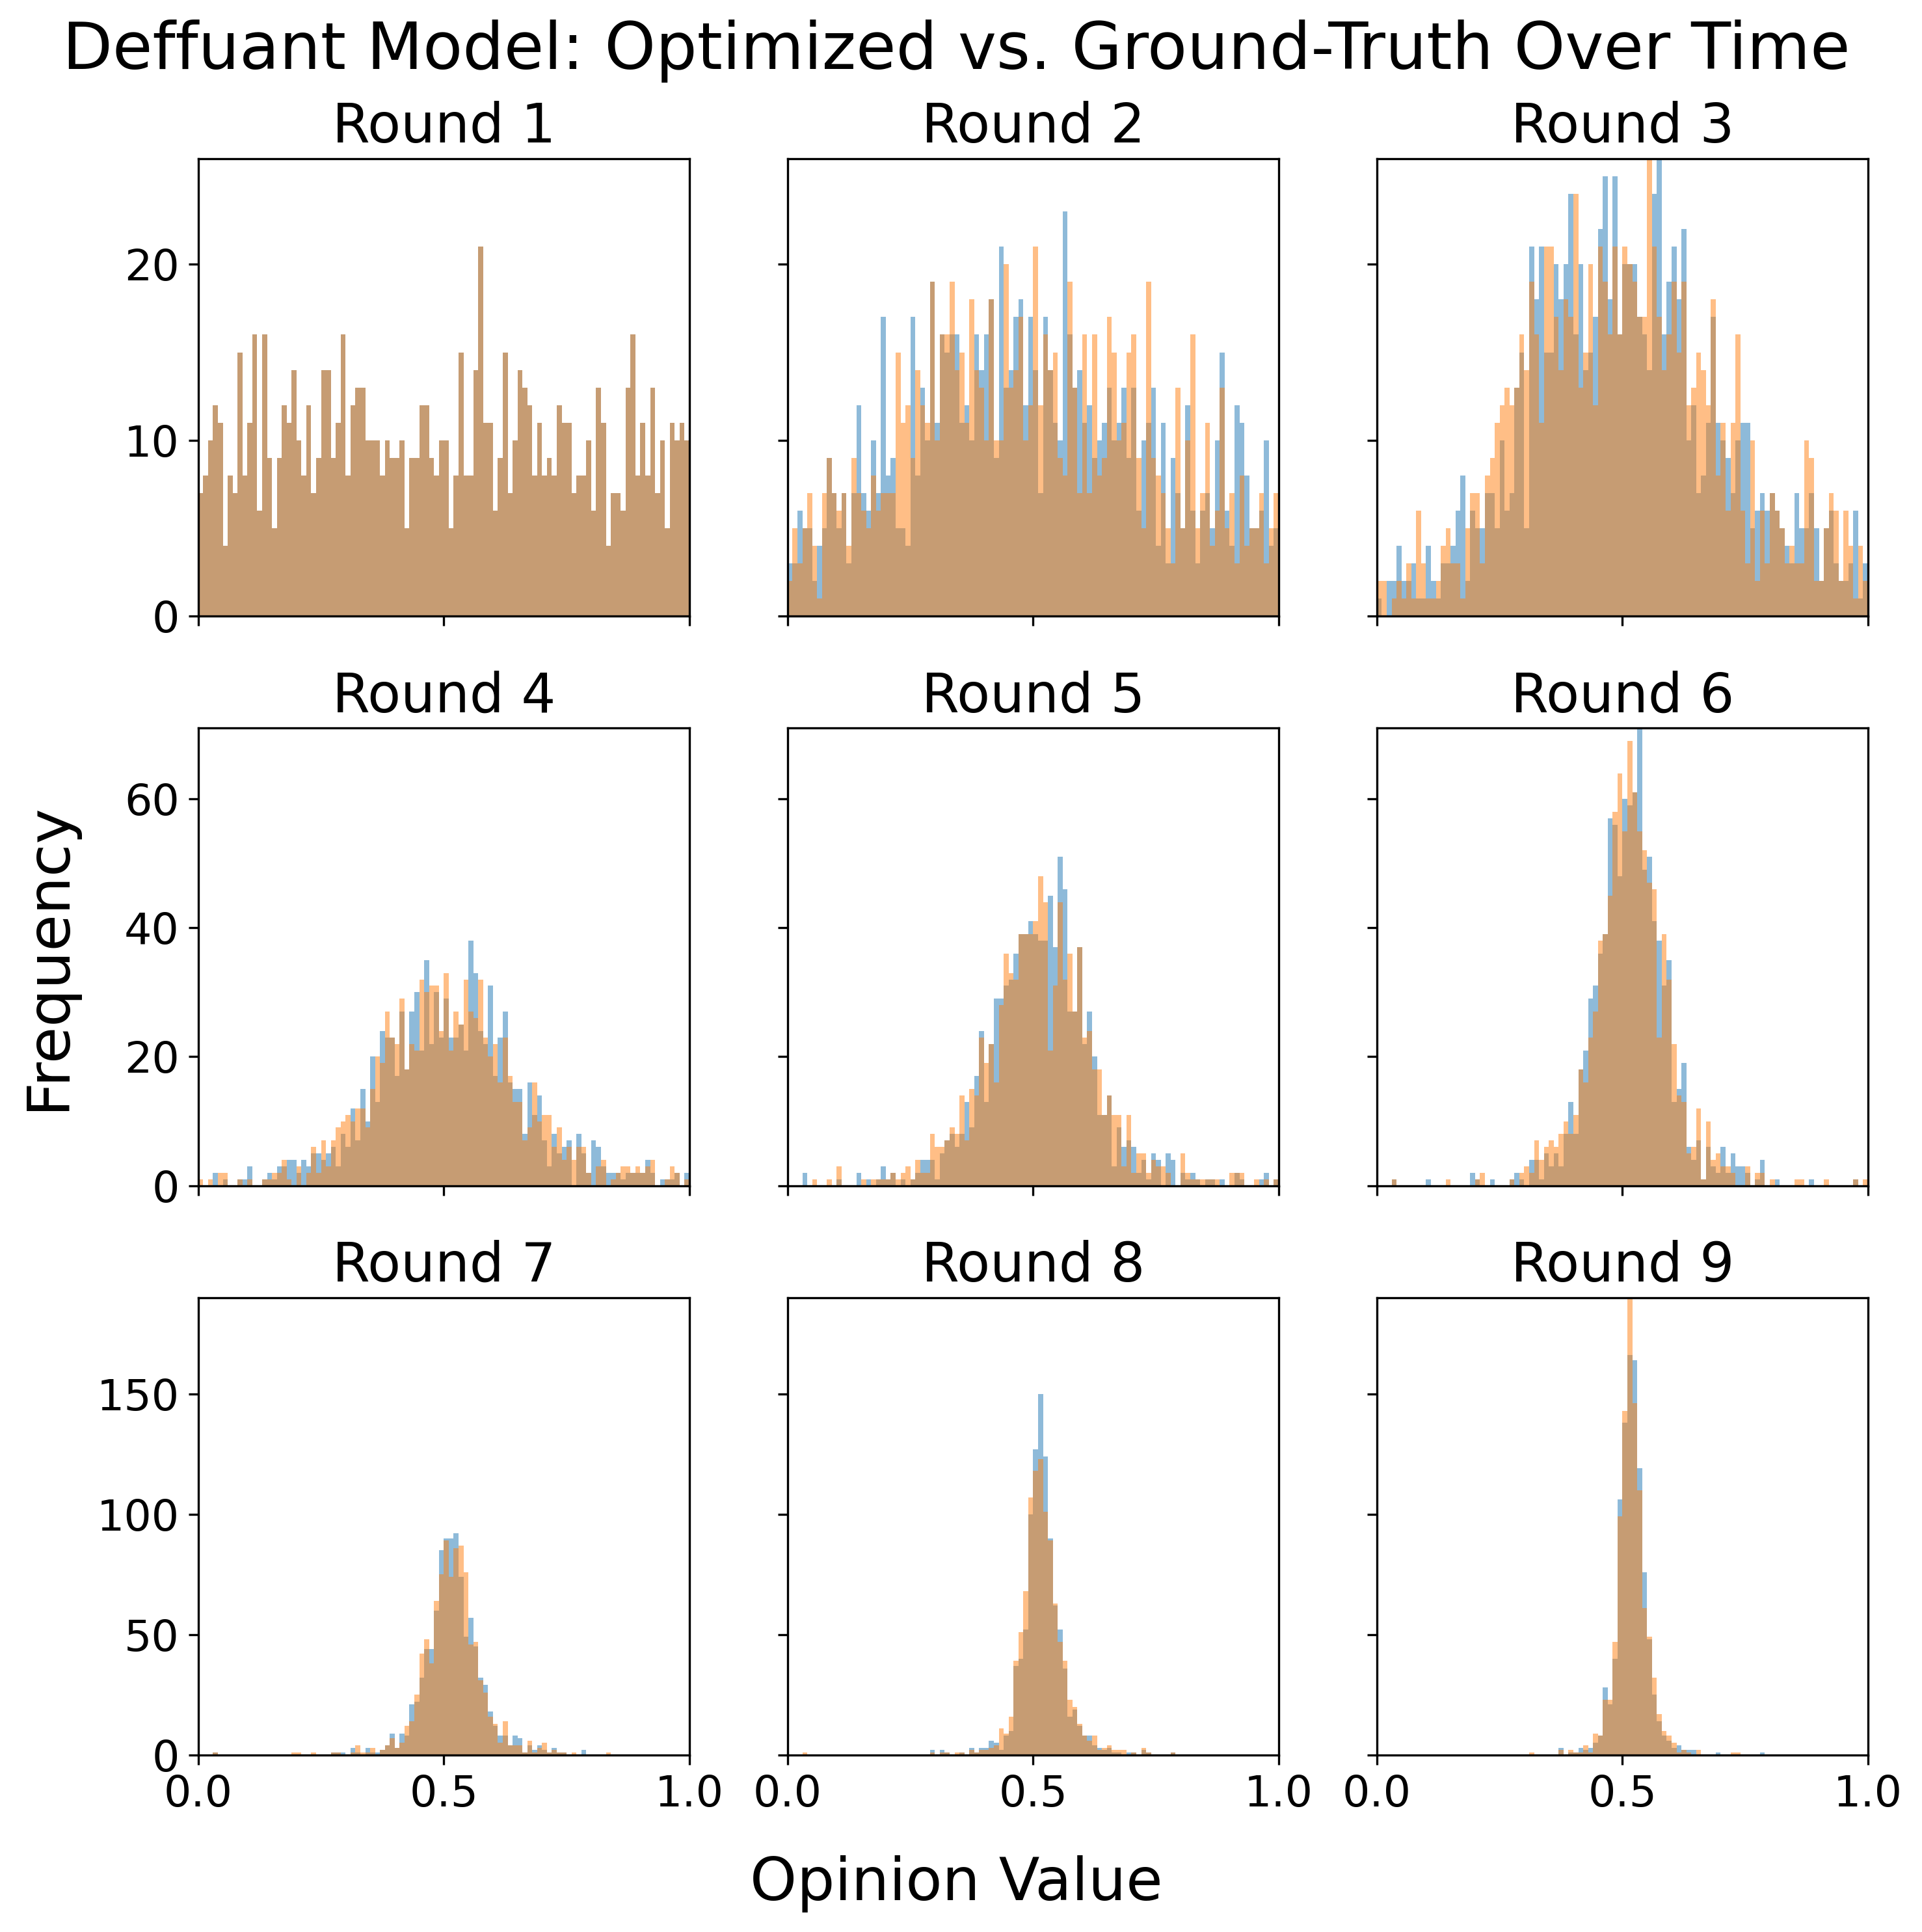 Deffuant Model: Optimized vs. Ground-Truth Over Time
Round 1
Round 2
Round 3
20
10
0
Round 4
Round 5
Round 6
60
40
20
0
Frequency
Round 7
Round 8
Round 9
150
100
50
0
0.0 0.5 1.0 0.0 0.5 1.0 0.0 0.5 1.0
Opinion Value